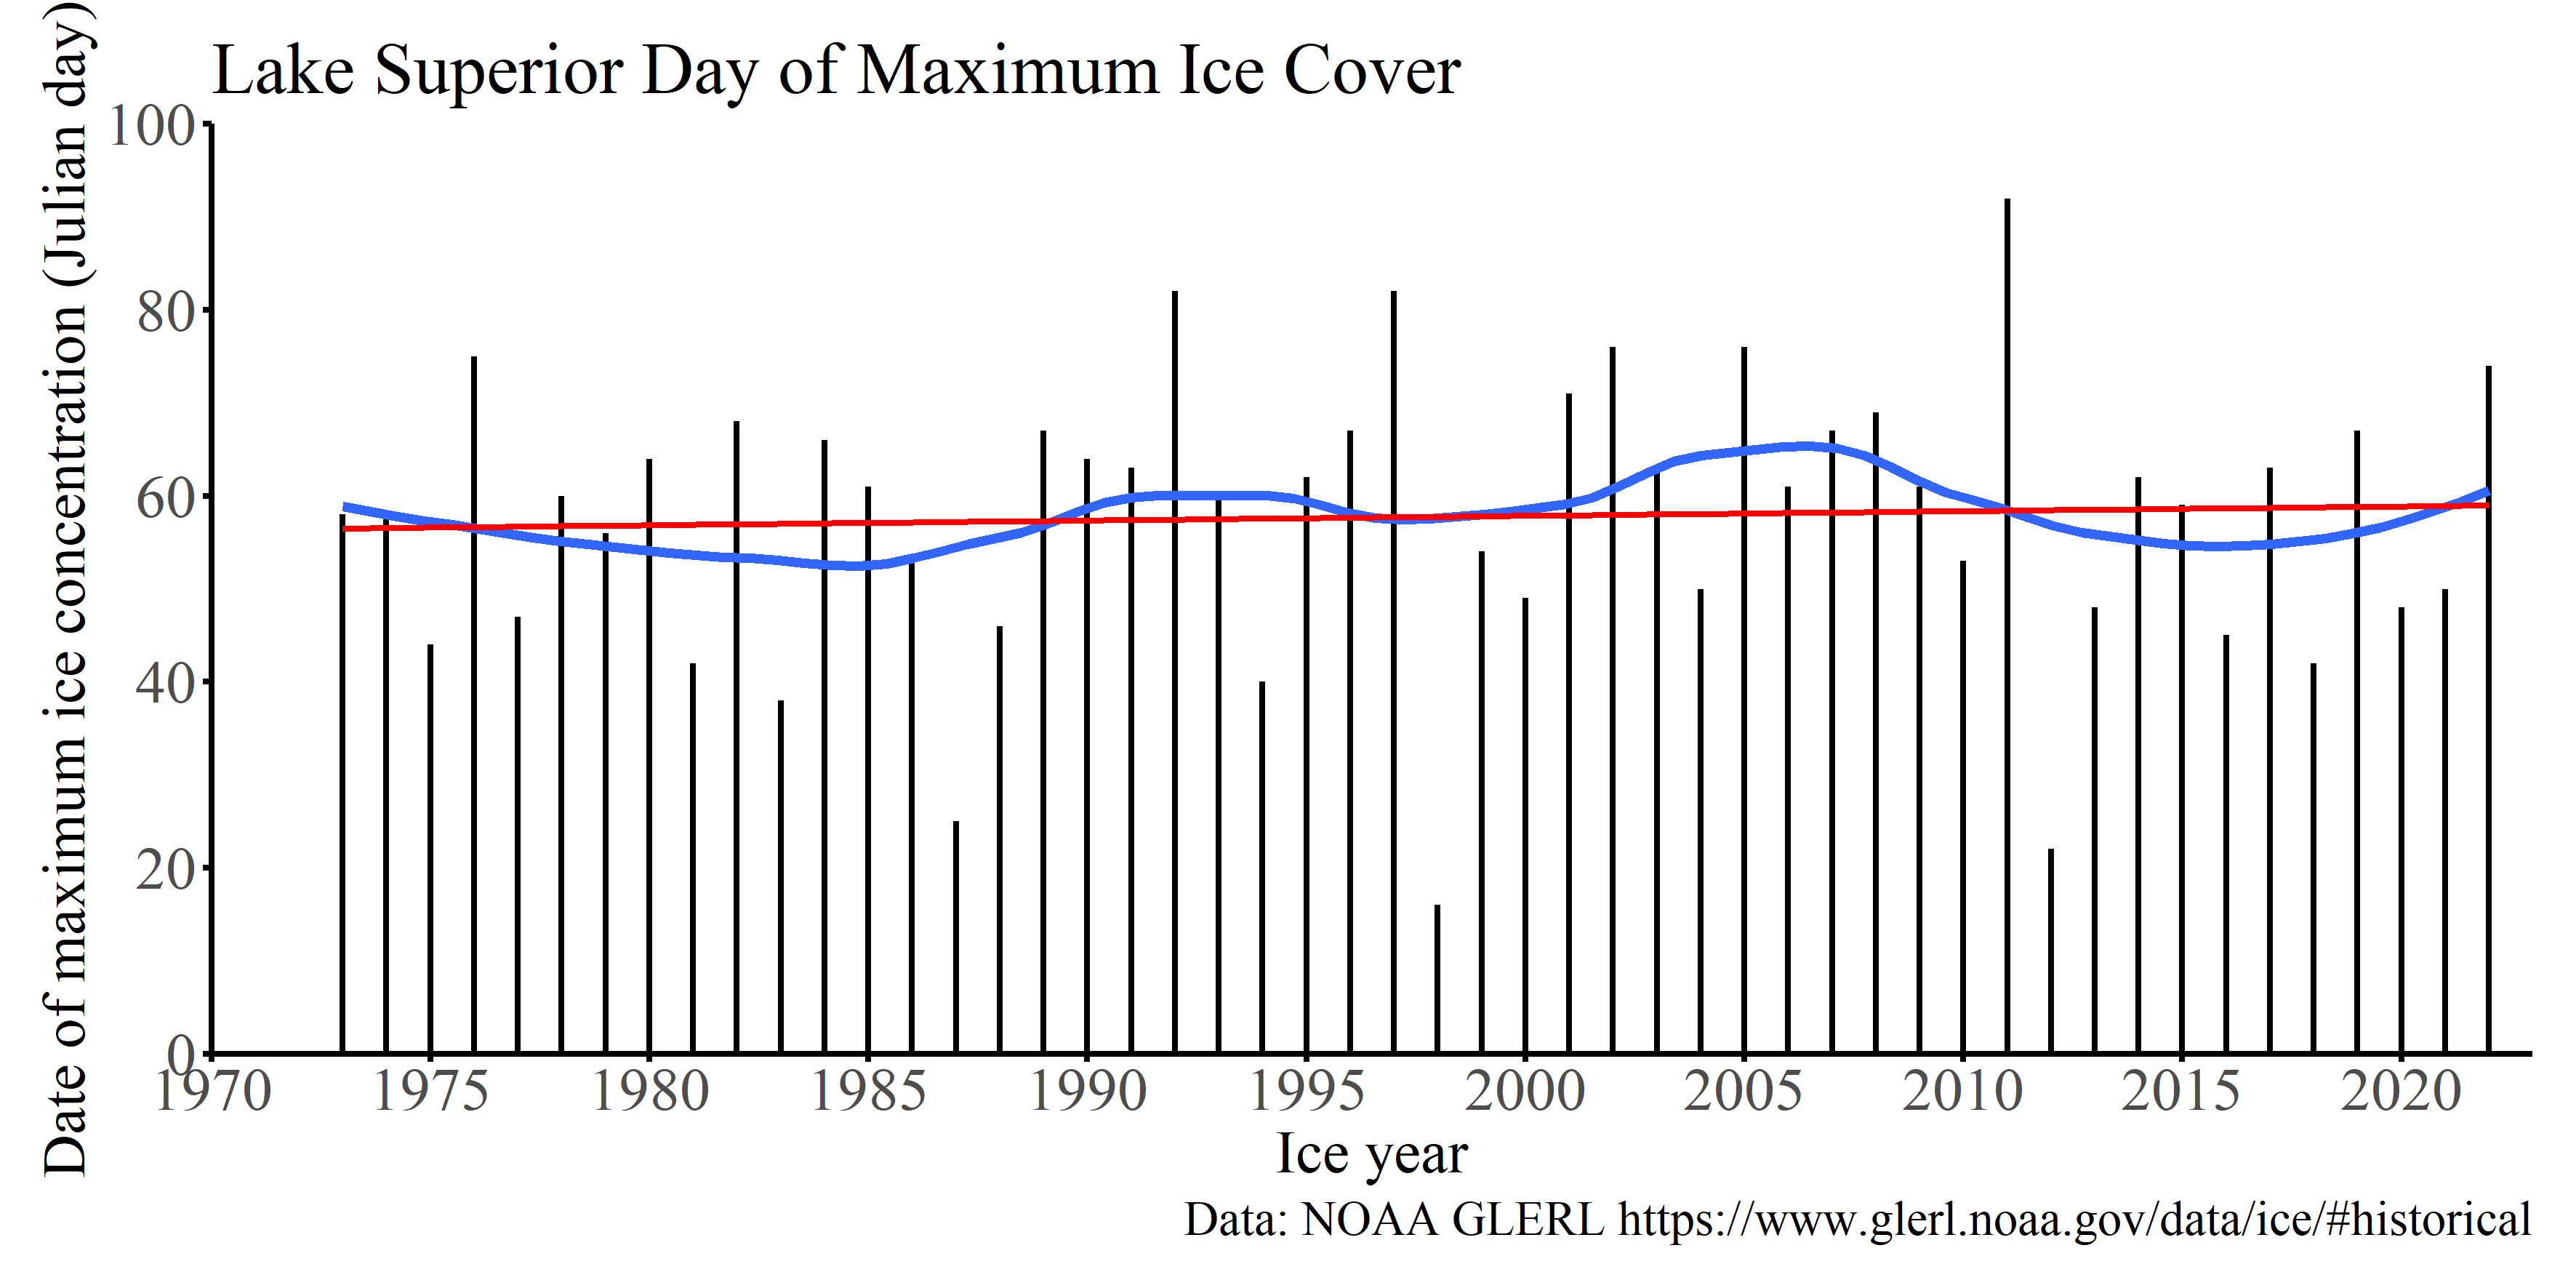 Lake Superior Day of Maximum Ice Cover
Date of maximum ice concentration (Julian day)
100
80
60
40
20
0
1970 1975 1980 1985 1990 1995 2000 2005 2010 2015 2020
Ice year
Data: NOAA GLERL https://www.glerl.noaa.gov/data/ice/#historical